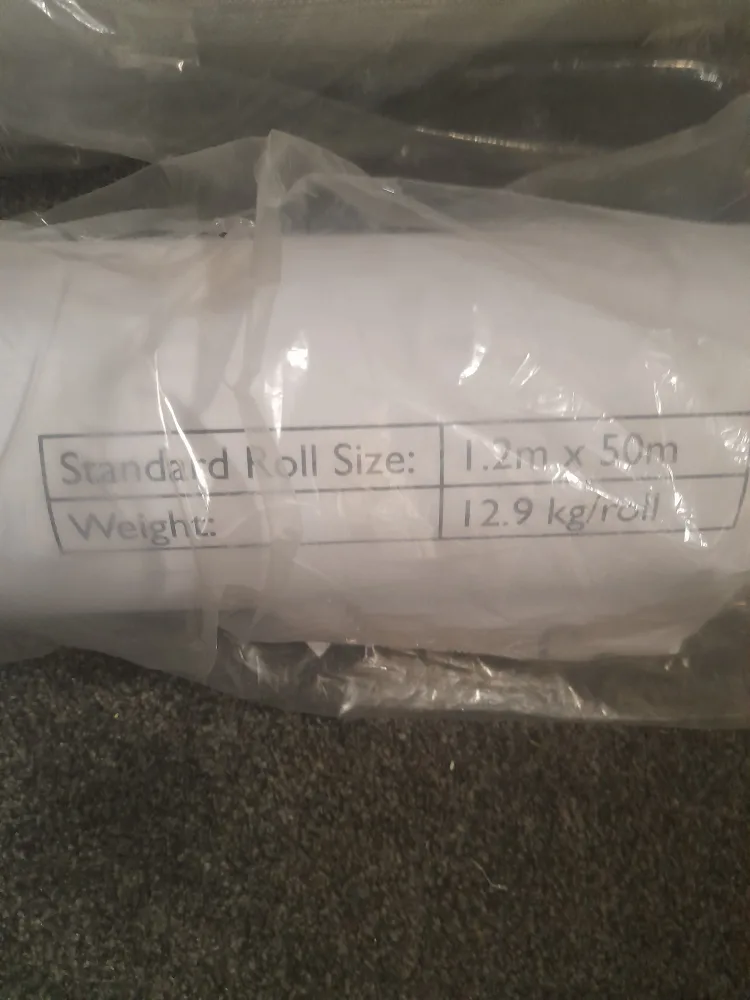 Standard Roll Size: 1.2m x 50m
Weight: 12.9 kg/roll